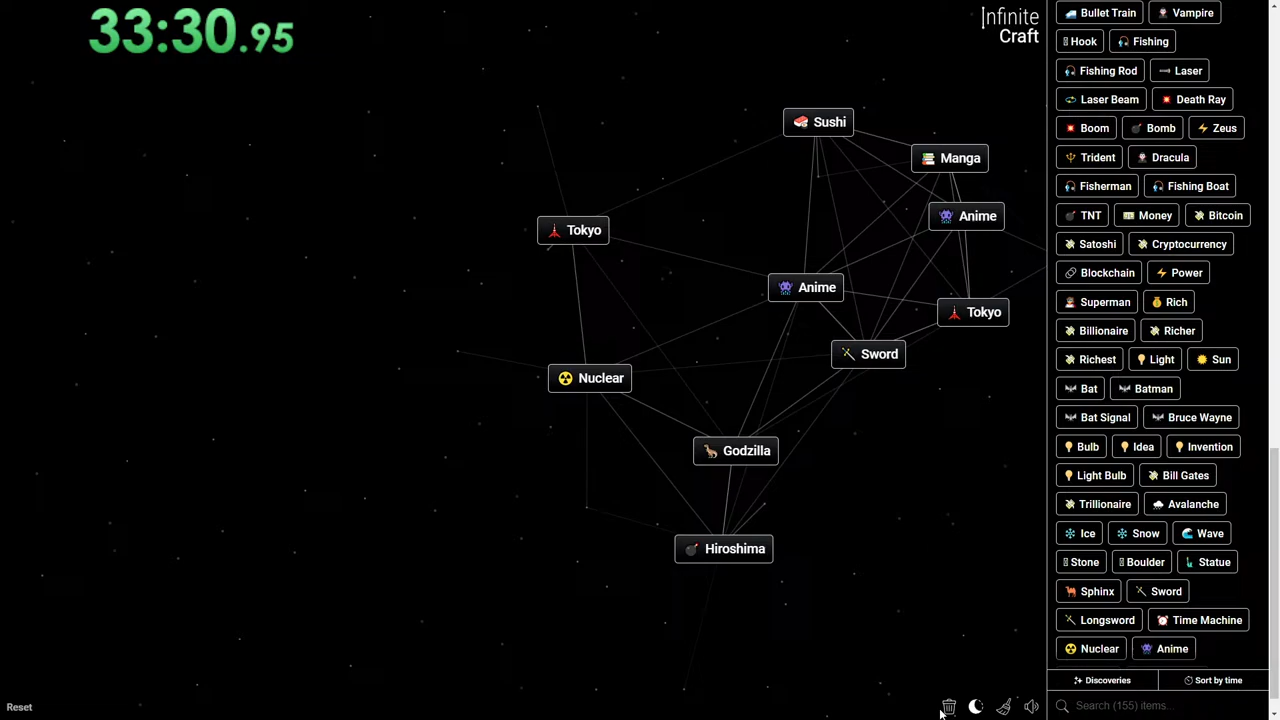 33:30.95
Infinite
Craft
Sushi
Manga
Anime
Tokyo
Anime
Tokyo
Sword
Nuclear
Godzilla
Hiroshima
Reset
Bullet Train Vampire
Hook Fishing
Fishing Rod Laser
Laser Beam Death Ray
Boom Bomb Zeus
Trident Dracula
Fisherman Fishing Boat
TNT Money Bitcoin
Satoshi Cryptocurrency
Blockchain Power
Superman Rich
Billionaire Richer
Richest Light Sun
Bat Batman
Bat Signal Bruce Wayne
Bulb Idea Invention
Light Bulb Bill Gates
Trillionaire Avalanche
Ice Snow Wave
Stone Boulder Statue
Sphinx Sword
Longsword Time Machine
Nuclear Anime
Discoveries Sort by time
Search (155) items...